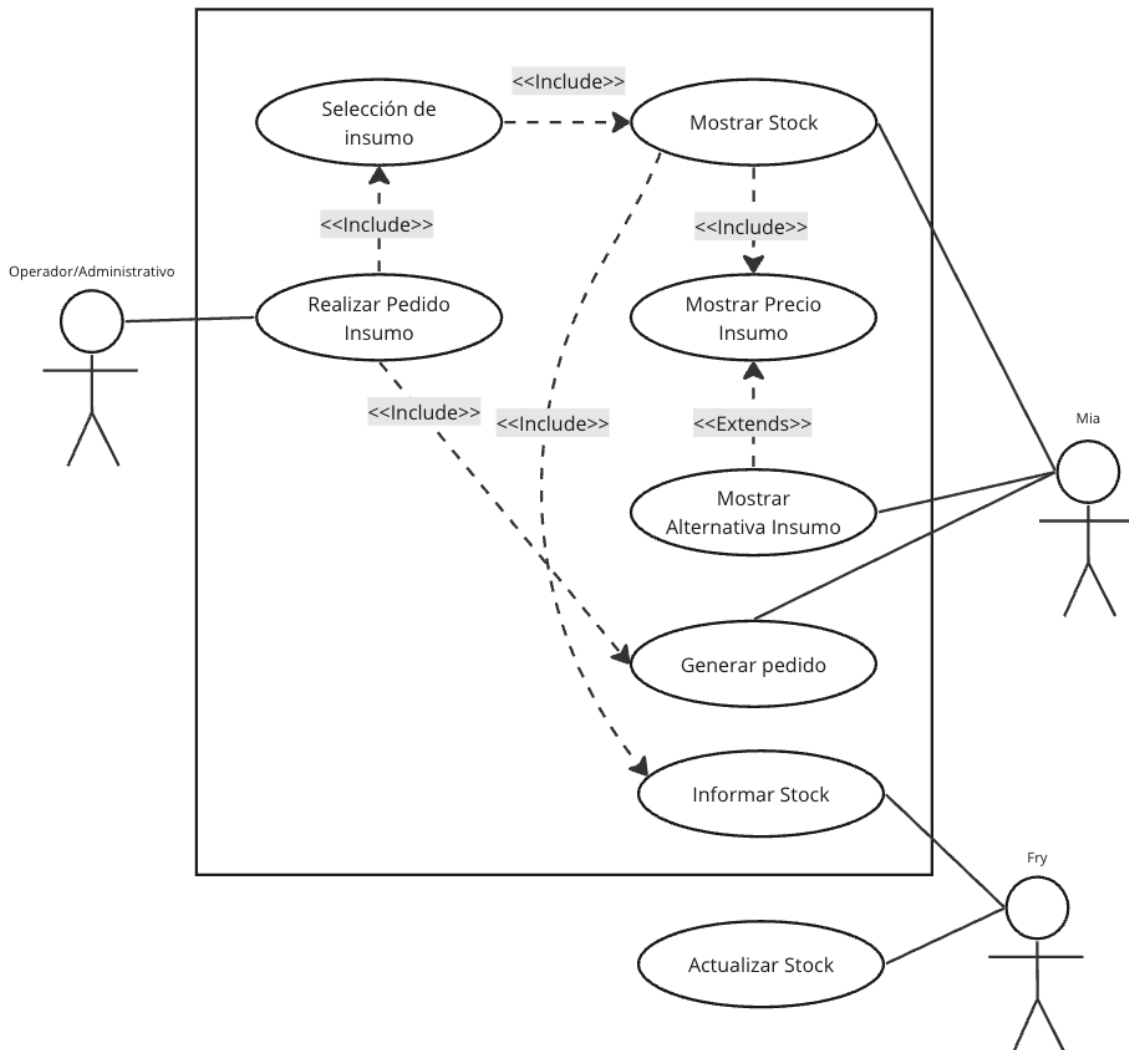 <<Include>>
Selección de
insumo
Mostrar Stock
<<Include>>
<<Include>>
Operador/Administrativo
Realizar Pedido
Insumo
Mostrar Precio
Insumo
<<Include>>
<<Include>>
<<Extends>>
Mia
Mostrar
Alternativa Insumo
Generar pedido
Informar Stock
Fry
Actualizar Stock